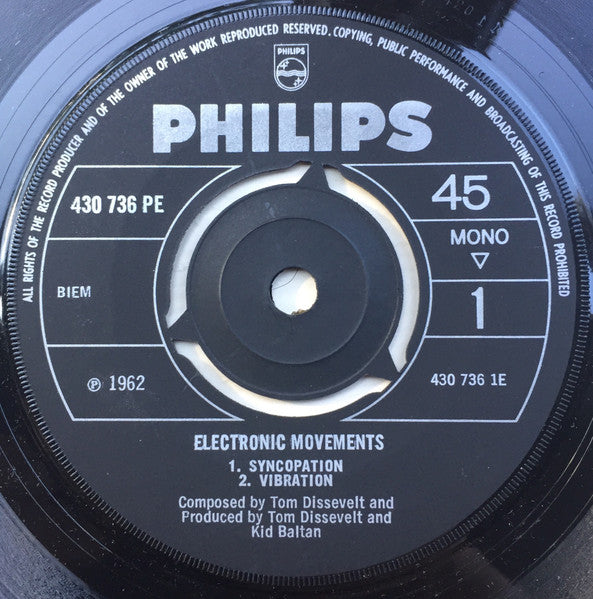 ALL RIGHTS OF THE RECORD PRODUCER AND OF THE OWNER OF THE WORK REPRODUCED RESERVED. COPYING, PUBLIC PERFORMANCE AND BROADCASTING OF THIS RECORD PROHIBITED
PHILIPS
PHILIPS
430 736 PE
45
MONO
BIEM
1
℗ 1962
430 736 1E
ELECTRONIC MOVEMENTS
1. SYNCOPATION
2. VIBRATION
Composed by Tom Dissevelt and
Produced by Tom Dissevelt and
Kid Baltan